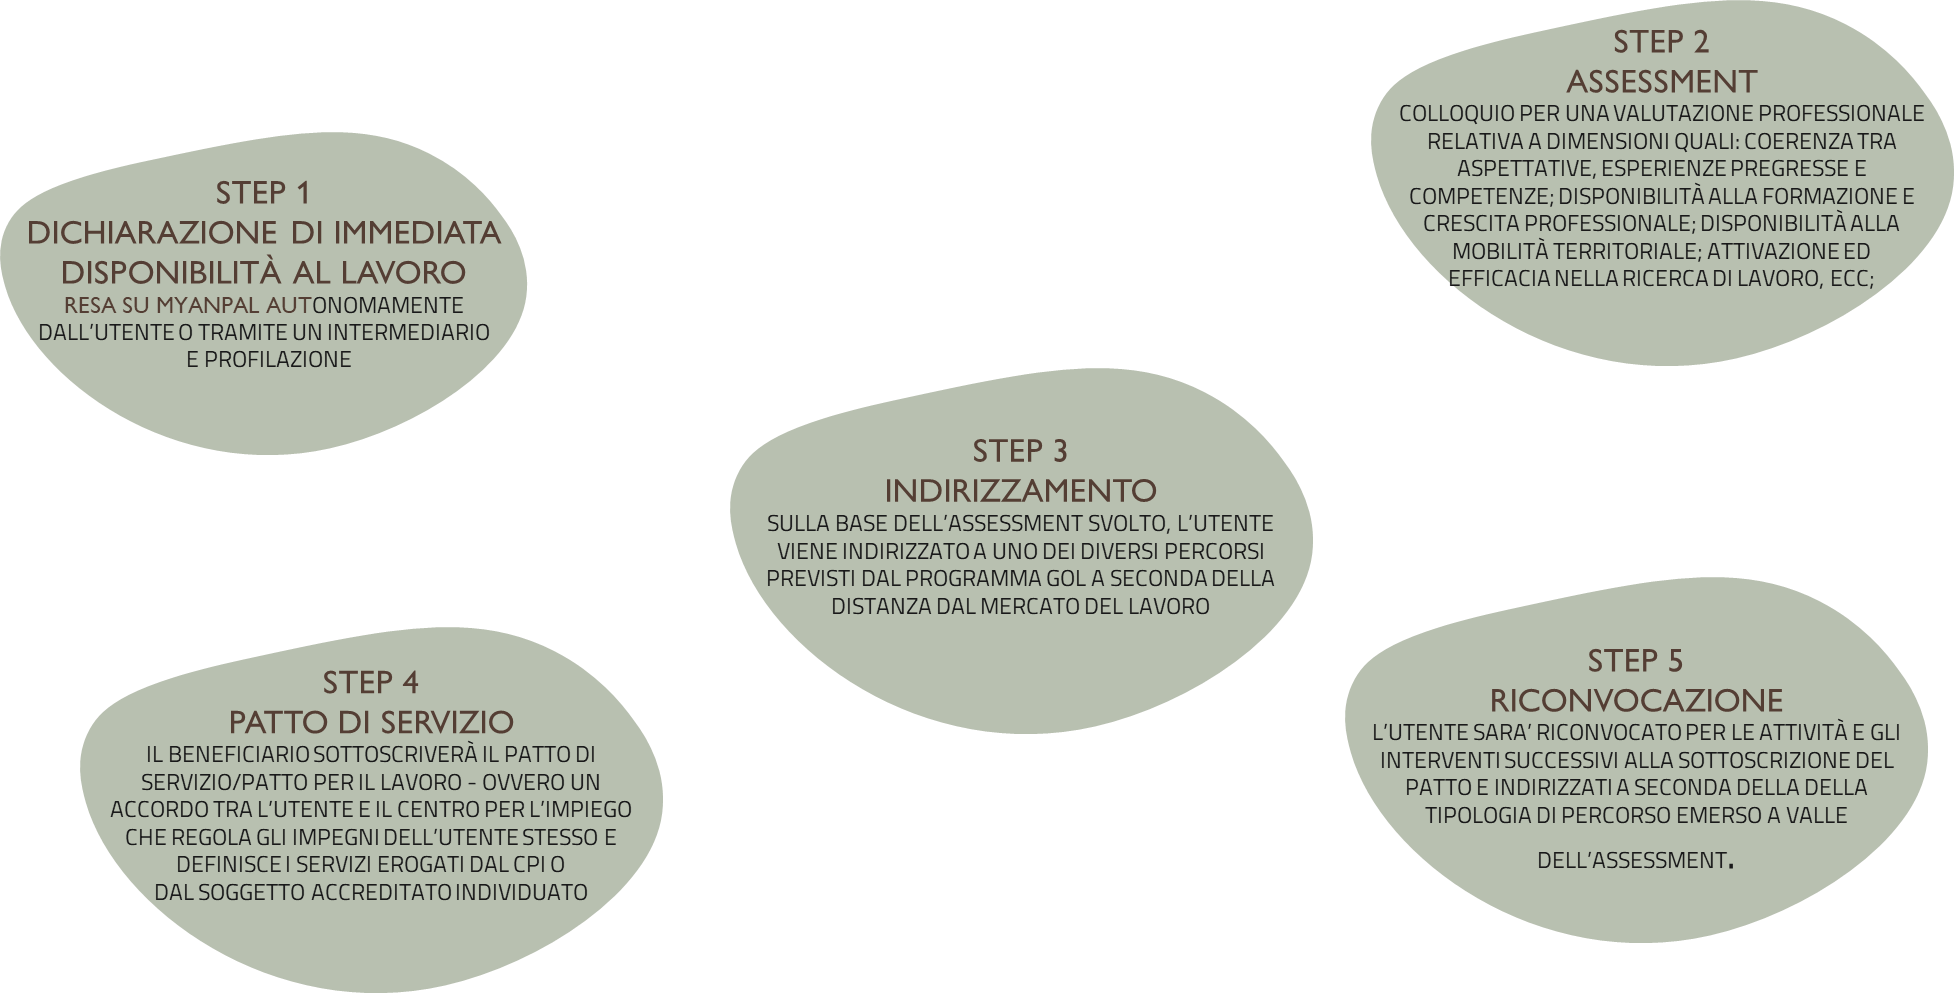 STEP 1
DICHIARAZIONE DI IMMEDIATA
DISPONIBILITÀ AL LAVORO
RESA SU MYANPAL AUTONOMAMENTE
DALL'UTENTE O TRAMITE UN INTERMEDIARIO
E PROFILAZIONE
STEP 2
ASSESSMENT
COLLOQUIO PER UNA VALUTAZIONE PROFESSIONALE
RELATIVA A DIMENSIONI QUALI: COERENZA TRA
ASPETTATIVE, ESPERIENZE PREGRESSE E
COMPETENZE; DISPONIBILITÀ ALLA FORMAZIONE E
CRESCITA PROFESSIONALE; DISPONIBILITÀ ALLA
MOBILITÀ TERRITORIALE; ATTIVAZIONE ED
EFFICACIA NELLA RICERCA DI LAVORO, ECC;
STEP 3
INDIRIZZAMENTO
SULLA BASE DELL'ASSESSMENT SVOLTO, L'UTENTE
VIENE INDIRIZZATO A UNO DEI DIVERSI PERCORSI
PREVISTI DAL PROGRAMMA GOL A SECONDA DELLA
DISTANZA DAL MERCATO DEL LAVORO
STEP 4
PATTO DI SERVIZIO
IL BENEFICIARIO SOTTOSCRIVERÀ IL PATTO DI
SERVIZIO/PATTO PER IL LAVORO - OVVERO UN
ACCORDO TRA L'UTENTE E IL CENTRO PER L'IMPIEGO
CHE REGOLA GLI IMPEGNI DELL'UTENTE STESSO E
DEFINISCE I SERVIZI EROGATI DAL CPI O
DAL SOGGETTO ACCREDITATO INDIVIDUATO
STEP 5
RICONVOCAZIONE
L'UTENTE SARA' RICONVOCATO PER LE ATTIVITÀ E GLI
INTERVENTI SUCCESSIVI ALLA SOTTOSCRIZIONE DEL
PATTO E INDIRIZZATI A SECONDA DELLA DELLA
TIPOLOGIA DI PERCORSO EMERSO A VALLE
DELL'ASSESSMENT.